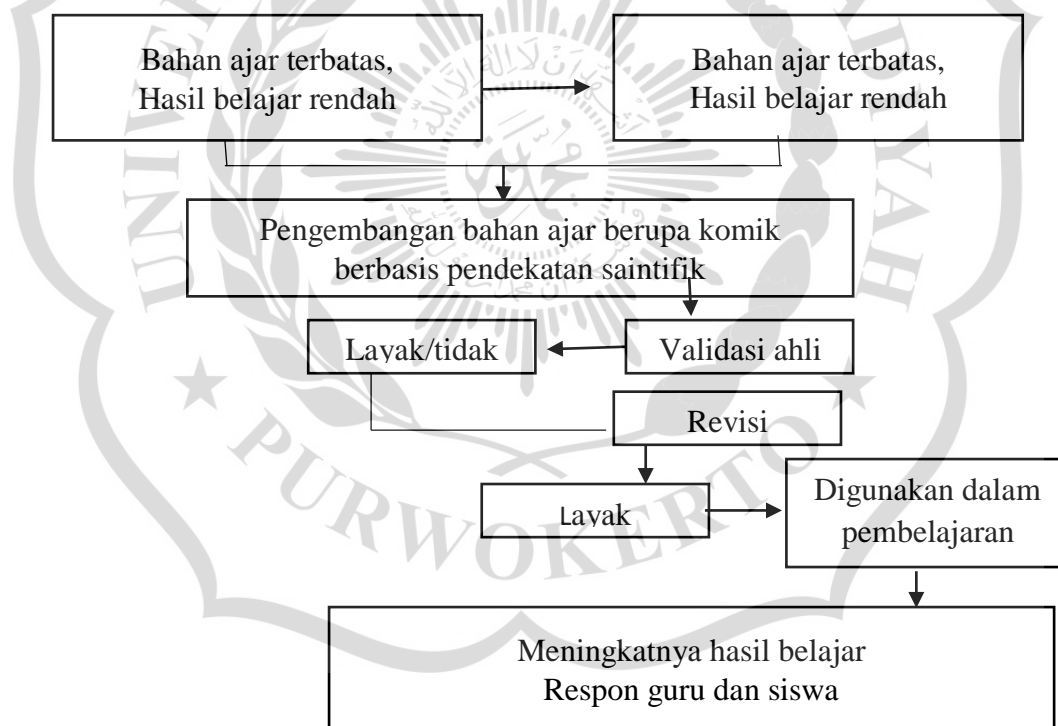 Bahan ajar terbatas,
Hasil belajar rendah
Bahan ajar terbatas,
Hasil belajar rendah
Pengembangan bahan ajar berupa komik
berbasis pendekatan saintifik
Layak/tidak
Validasi ahli
Revisi
Layak
Digunakan dalam
pembelajaran
Meningkatnya hasil belajar
Respon guru dan siswa
PURWOKERTO